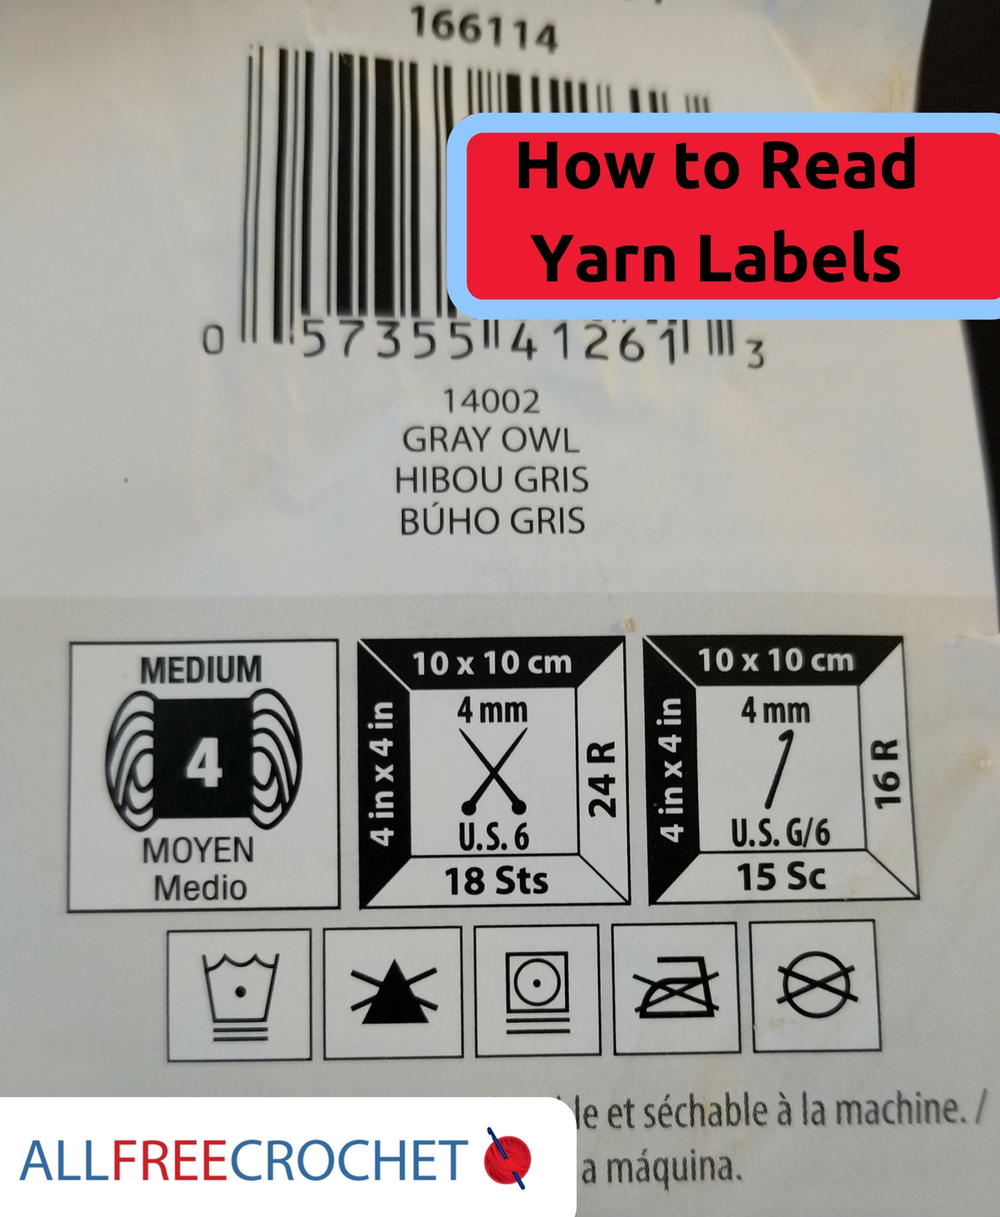 166114
How to Read
Yarn Labels
0 57355 41261 3
14002
GRAY OWL
HIBOU GRIS
BÚHO GRIS
MEDIUM
4
MOYEN
Medio
10 x 10 cm
4 in x 4 in
4 mm
U.S. 6
24 R
18 Sts
10 x 10 cm
4 in x 4 in
4 mm
U.S. G/6
16 R
15 Sc
le et séchable à la machine. /
a máquina.
ALLFREECROCHET